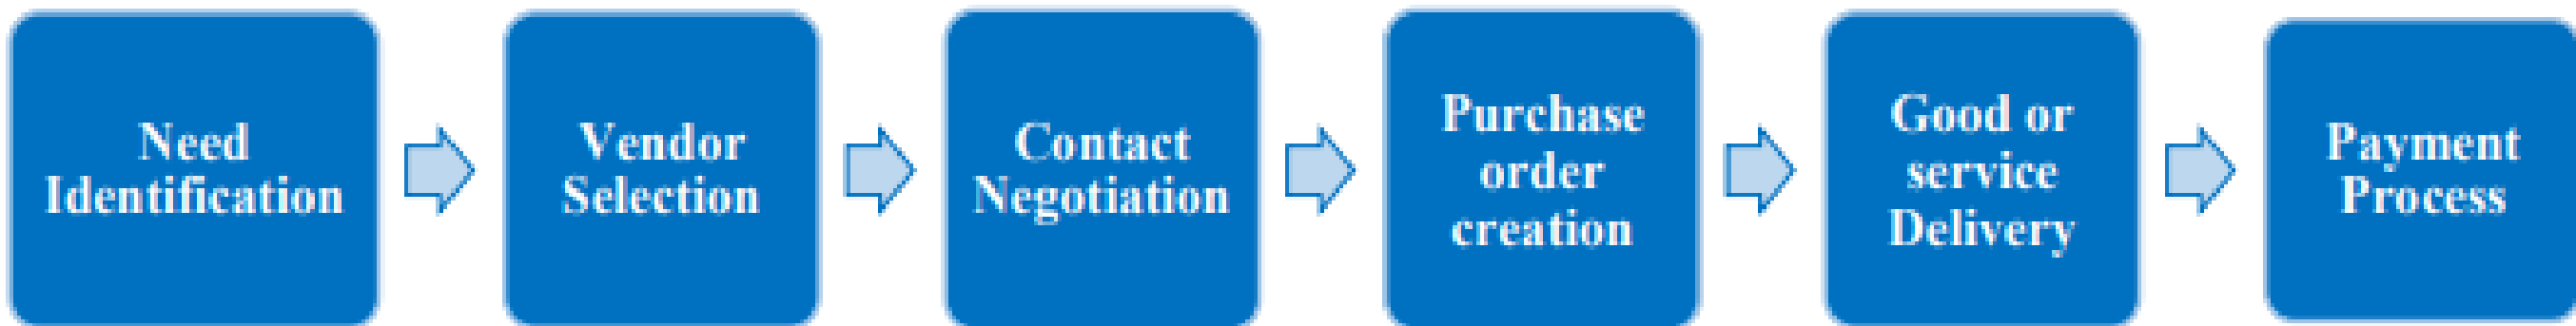 Need
Identification
Vendor
Selection
Contact
Negotiation
Purchase
order
creation
Good or
service
Delivery
Payment
Process